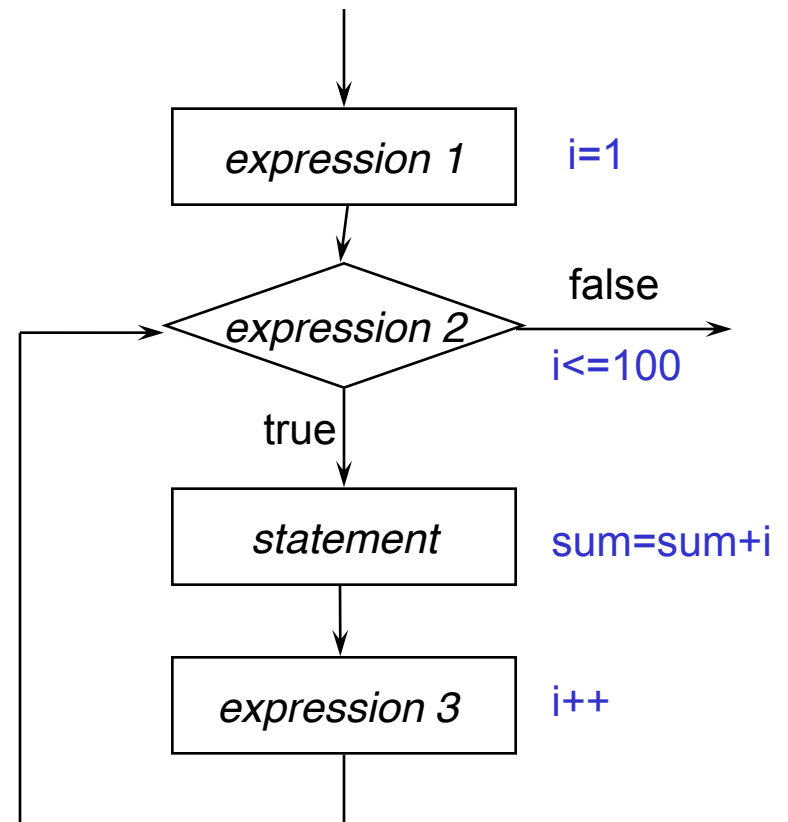 expression 1 i=1
false
expression 2
i<=100
true
statement sum=sum+i
expression 3 i++